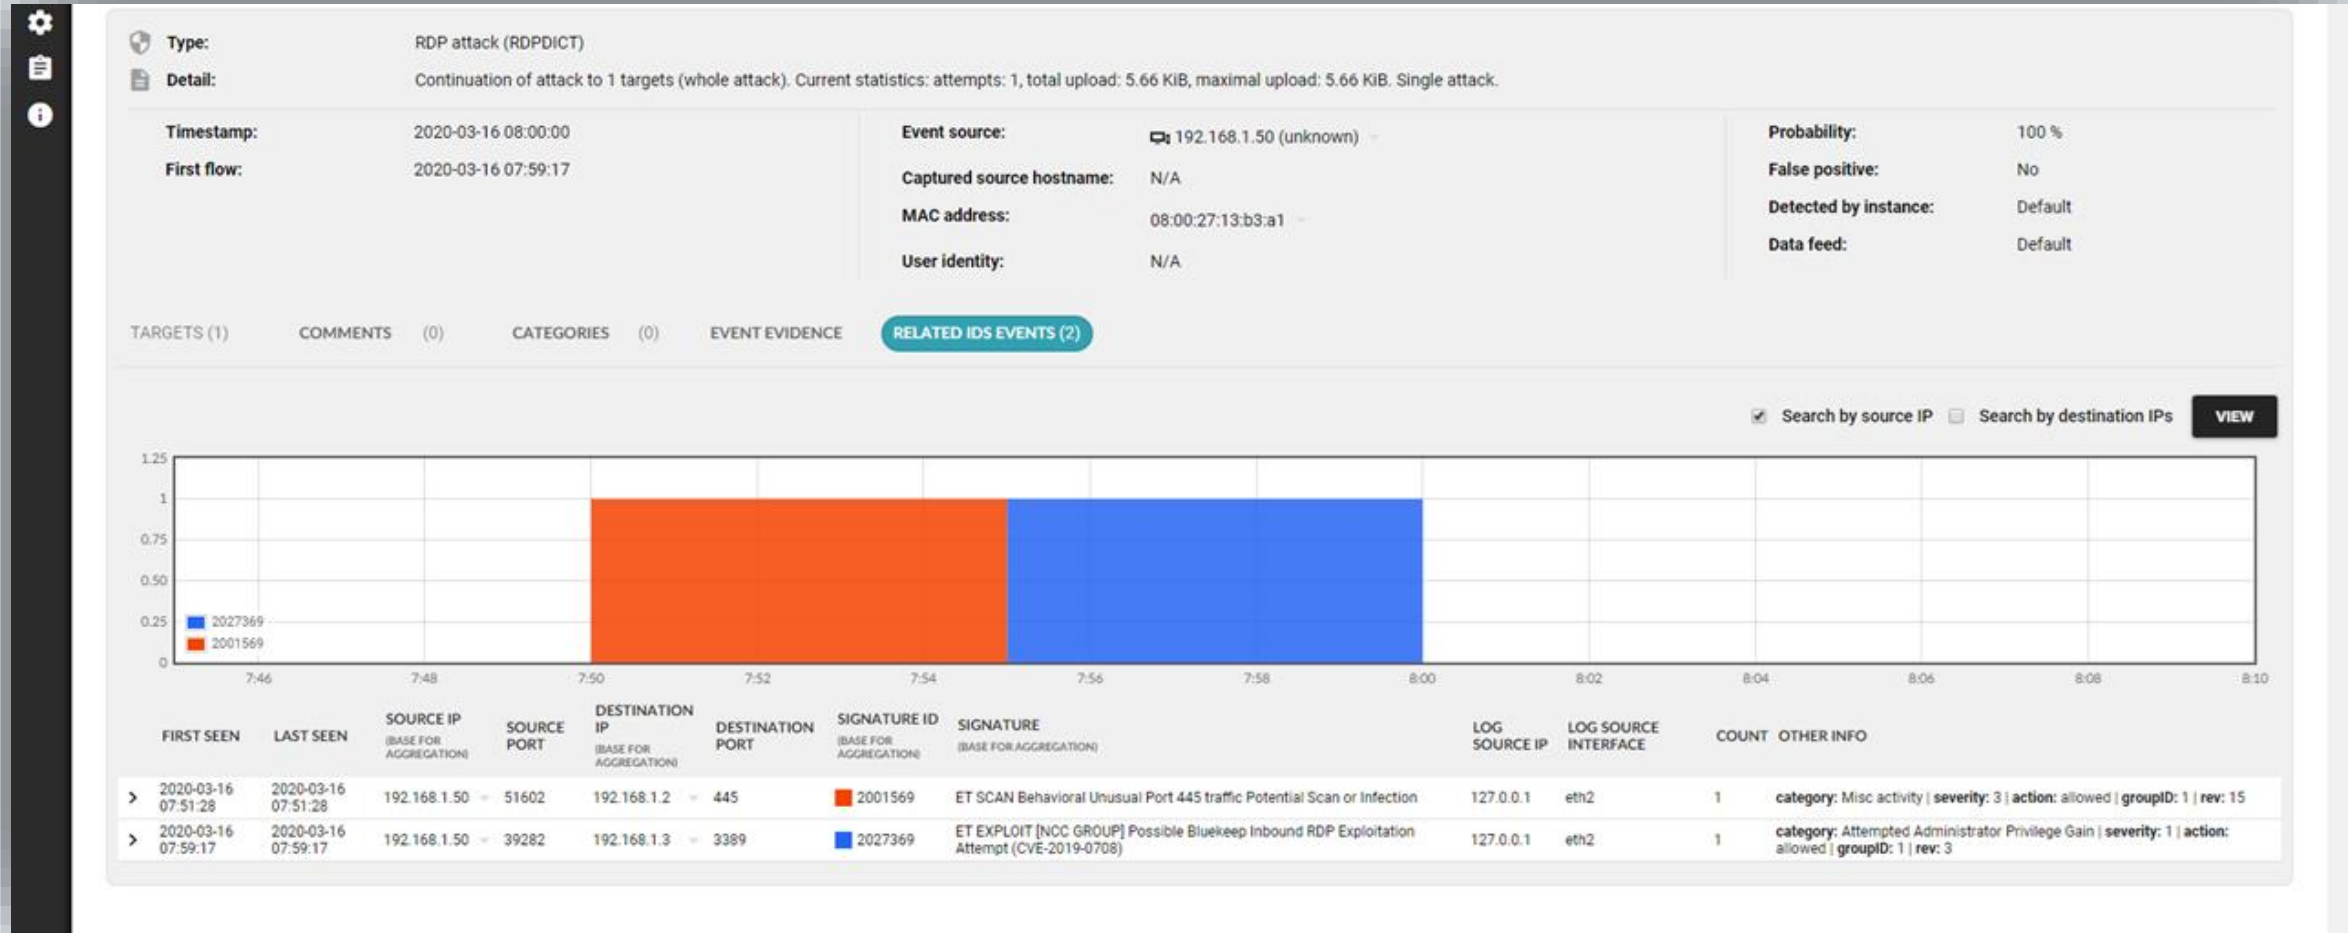 Type: RDP attack (RDPDICT)
Detail: Continuation of attack to 1 targets (whole attack). Current statistics: attempts: 1, total upload: 5.66 KiB, maximal upload: 5.66 KiB. Single attack.
Timestamp: 2020-03-16 08:00:00
First flow: 2020-03-16 07:59:17
Event source: 192.168.1.50 (unknown)
Captured source hostname: N/A
MAC address: 08:00:27:13:b3:a1
User identity: N/A
Probability: 100 %
False positive: No
Detected by instance: Default
Data feed: Default
TARGETS (1) COMMENTS (0) CATEGORIES (0) EVENT EVIDENCE RELATED IDS EVENTS (2)
Search by source IP Search by destination IPs VIEW
1.25
1
0.75
0.50
0.25
0
2027369
2001569
7:46 7:48 7:50 7:52 7:54 7:56 7:58 8:00 8:02 8:04 8:06 8:08 8:10
FIRST SEEN
LAST SEEN
SOURCE IP
(BASE FOR
AGGREGATION)
SOURCE
PORT
DESTINATION
IP
(BASE FOR
AGGREGATION)
DESTINATION
PORT
SIGNATURE ID
(BASE FOR
AGGREGATION)
SIGNATURE
(BASE FOR AGGREGATION)
LOG
SOURCE IP
LOG SOURCE
INTERFACE
COUNT
OTHER INFO
2020-03-16
07:51:28
2020-03-16
07:51:28
192.168.1.50
51602
192.168.1.2
445
2001569
ET SCAN Behavioral Unusual Port 445 traffic Potential Scan or Infection
127.0.0.1
eth2
1
category: Misc activity | severity: 3 | action: allowed | groupID: 1 | rev: 15
2020-03-16
07:59:17
2020-03-16
07:59:17
192.168.1.50
39282
192.168.1.3
3389
2027369
ET EXPLOIT [NCC GROUP] Possible Bluekeep Inbound RDP Exploitation
Attempt (CVE-2019-0708)
127.0.0.1
eth2
1
category: Attempted Administrator Privilege Gain | severity: 1 | action:
allowed | groupID: 1 | rev: 3